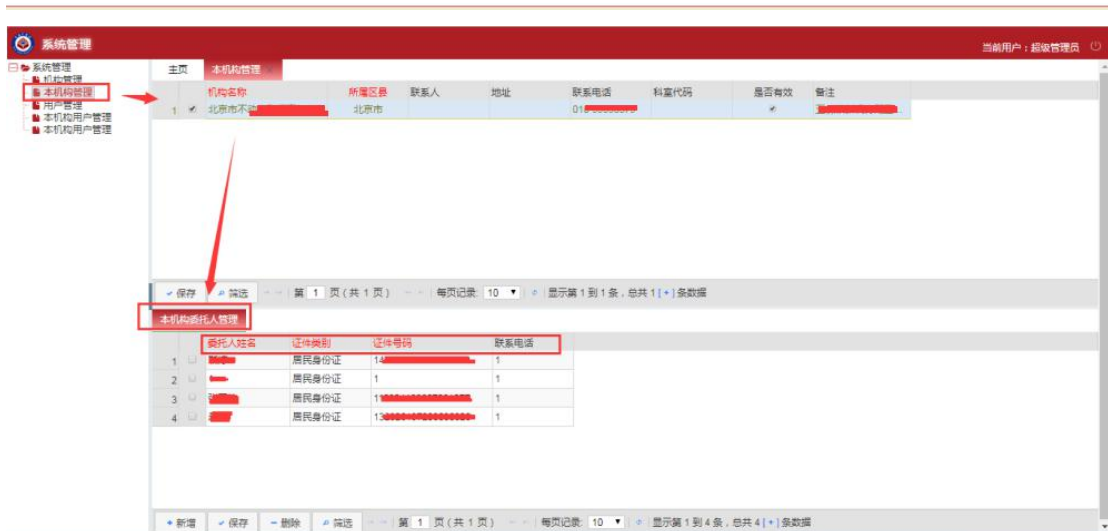 系统管理
当前用户：超级管理员
系统管理
机构管理
本机构管理
用户管理
本机构用户管理
本机构用户管理
主页 本机构管理
机构名称 所属区县 联系人 地址 联系电话 科室代码 是否有效 备注
1 北京市不动 北京市 010
保存 筛选 第 1 页(共 1 页) 每页记录: 10 显示第 1 到 1 条，总共 1 [+] 条数据
本机构委托人管理
委托人姓名 证件类别 证件号码 联系电话
1 居民身份证 14 1
2 居民身份证 1 1
3 居民身份证 11 1
4 居民身份证 13 1
新增 保存 删除 筛选 第 1 页(共 1 页) 每页记录: 10 显示第 1 到 4 条，总共 4 [+] 条数据